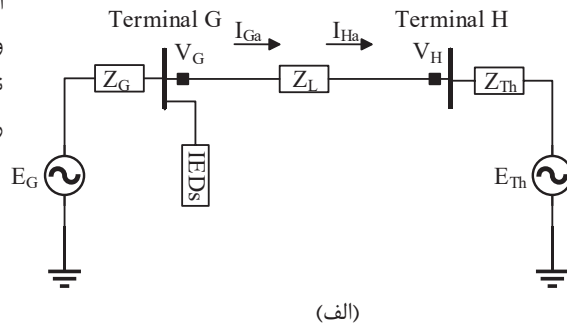 Terminal G
Terminal H
I_Ga
I_Ha
V_G
V_H
Z_G
Z_L
Z_Th
IEDs
E_G
E_Th
(الف)